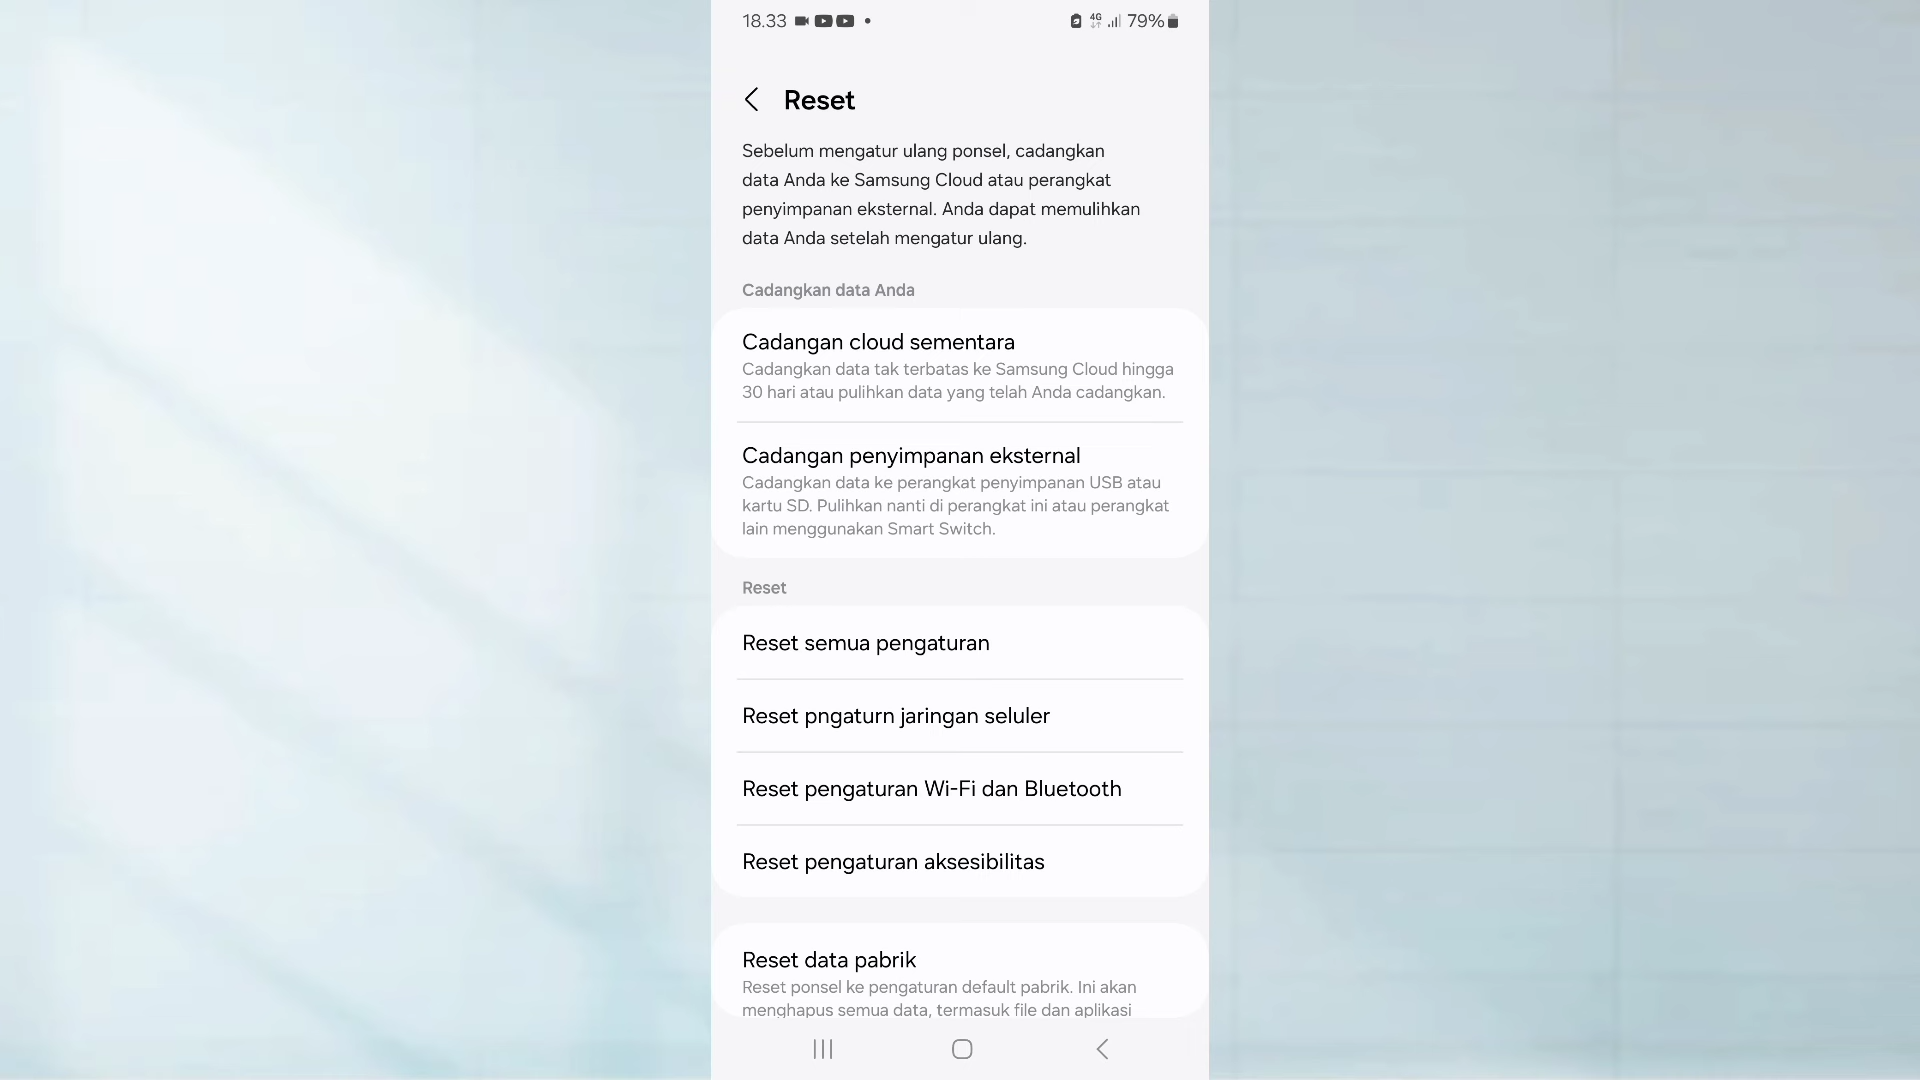 18.33
4G
79%
Reset
Sebelum mengatur ulang ponsel, cadangkan
data Anda ke Samsung Cloud atau perangkat
penyimpanan eksternal. Anda dapat memulihkan
data Anda setelah mengatur ulang.
Cadangkan data Anda
Cadangan cloud sementara
Cadangkan data tak terbatas ke Samsung Cloud hingga
30 hari atau pulihkan data yang telah Anda cadangkan.
Cadangan penyimpanan eksternal
Cadangkan data ke perangkat penyimpanan USB atau
kartu SD. Pulihkan nanti di perangkat ini atau perangkat
lain menggunakan Smart Switch.
Reset
Reset semua pengaturan
Reset pngaturn jaringan seluler
Reset pengaturan Wi-Fi dan Bluetooth
Reset pengaturan aksesibilitas
Reset data pabrik
Reset ponsel ke pengaturan default pabrik. Ini akan
menghapus semua data, termasuk file dan aplikasi